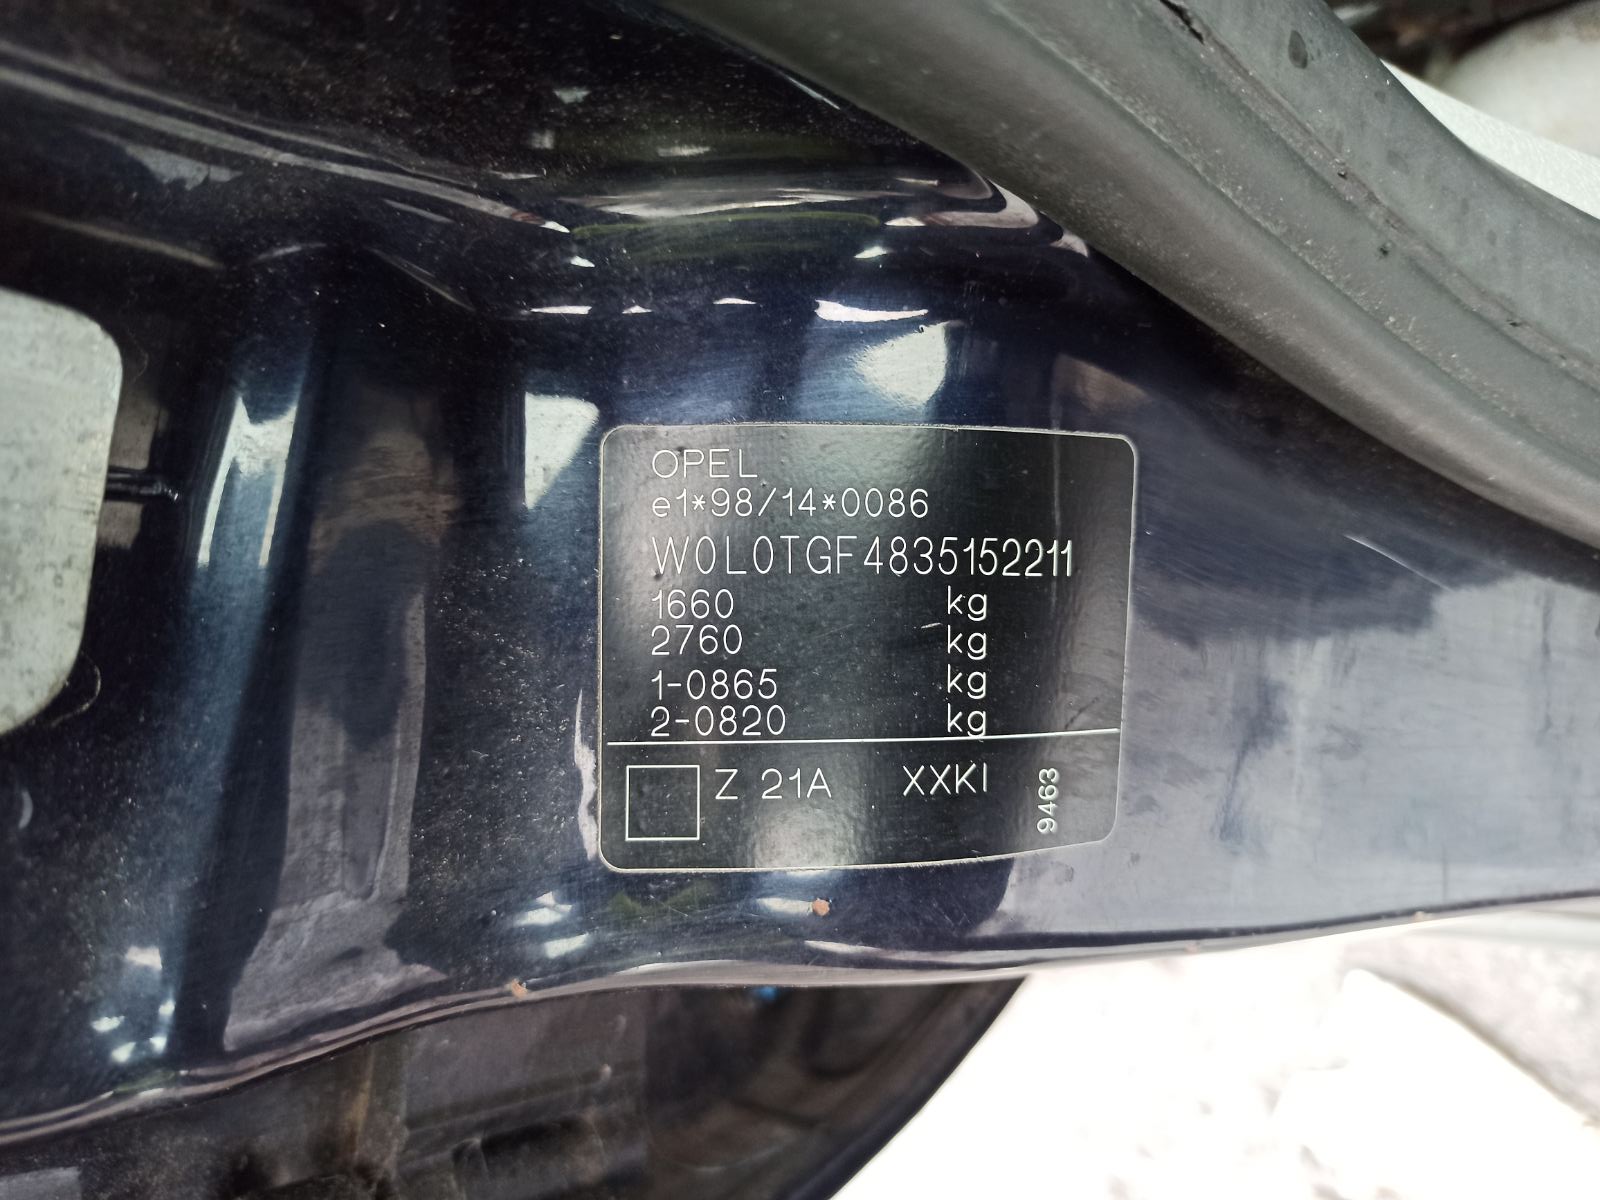 OPEL
e1*98/14*0086
W0L0TGF4835152211
1660 kg
2760 kg
1-0865 kg
2-0820 kg
Z 21A XXKI
9463